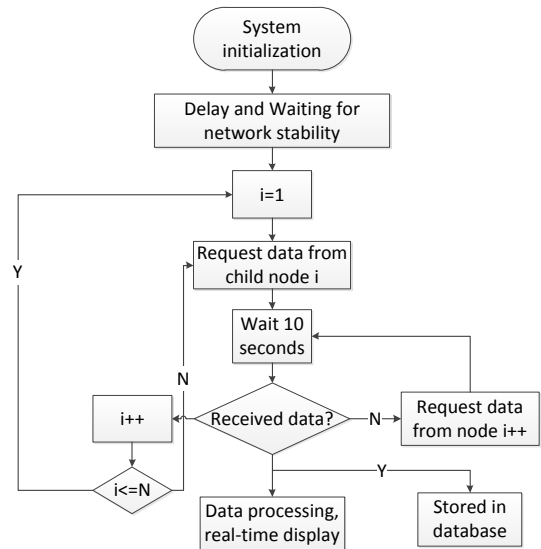 System
initialization
Delay and Waiting for
network stability
i=1
Y
Request data from
child node i
Wait 10
seconds
N
i++
Received data?
N
Request data
from node i++
i<=N
Y
Data processing,
real-time display
Stored in
database